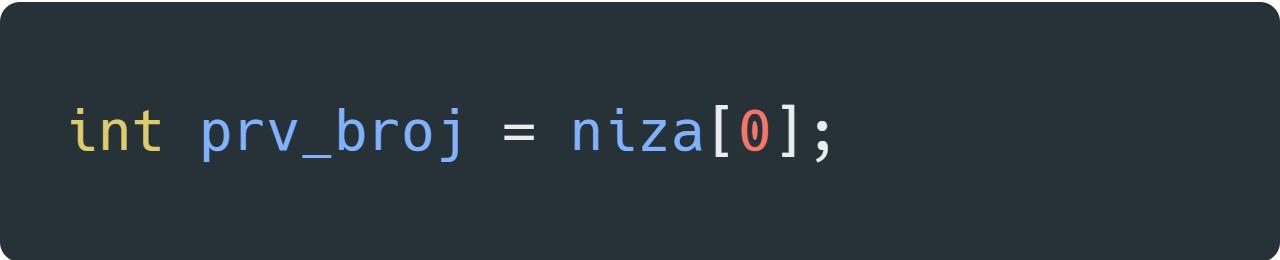 int prv_broj = niza[0];